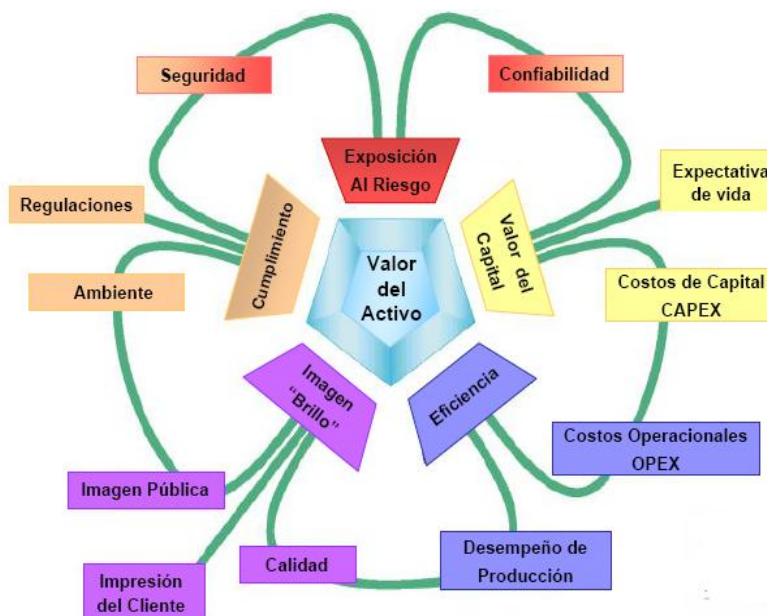 Seguridad
Confiabilidad
Exposición
Al Riesgo
Expectativa
de vida
Regulaciones
Cumplimiento
Valor del
Capital
Valor
del
Activo
Ambiente
Costos de Capital
CAPEX
Imagen
“Brillo”
Eficiencia
Costos Operacionales
OPEX
Imagen Pública
Calidad
Desempeño de
Producción
Impresión
del Cliente